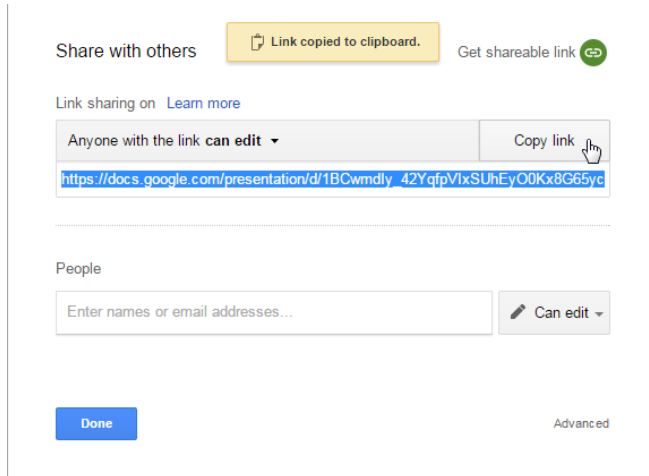 Share with others
Link copied to clipboard.
Get shareable link
Link sharing on Learn more
Anyone with the link can edit
Copy link
https://docs.google.com/presentation/d/1BCwmdly_42YqfpVlxSUhEyO0Kx8G65yc
People
Enter names or email addresses...
Can edit
Done
Advanced